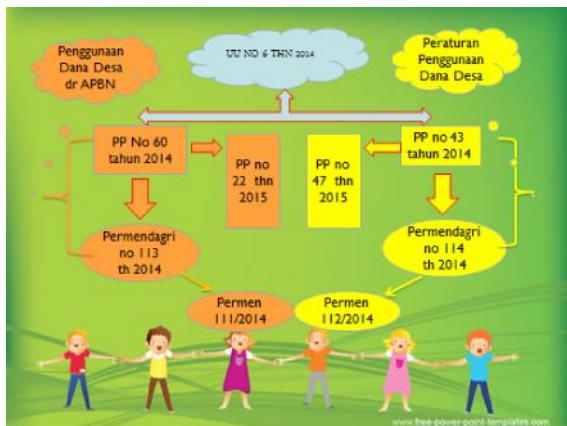 Penggunaan
Dana Desa
dr APBN
UU NO 6 THN 2014
Peraturan
Penggunaan
Dana Desa
PP No 60
tahun 2014
PP no
22 thn
2015
PP no
47 thn
2015
PP no 43
tahun 2014
Permendagri
no 113
th 2014
Permendagri
no 114
th 2014
Permen
111/2014
Permen
112/2014
www.free-power-point-templates.com